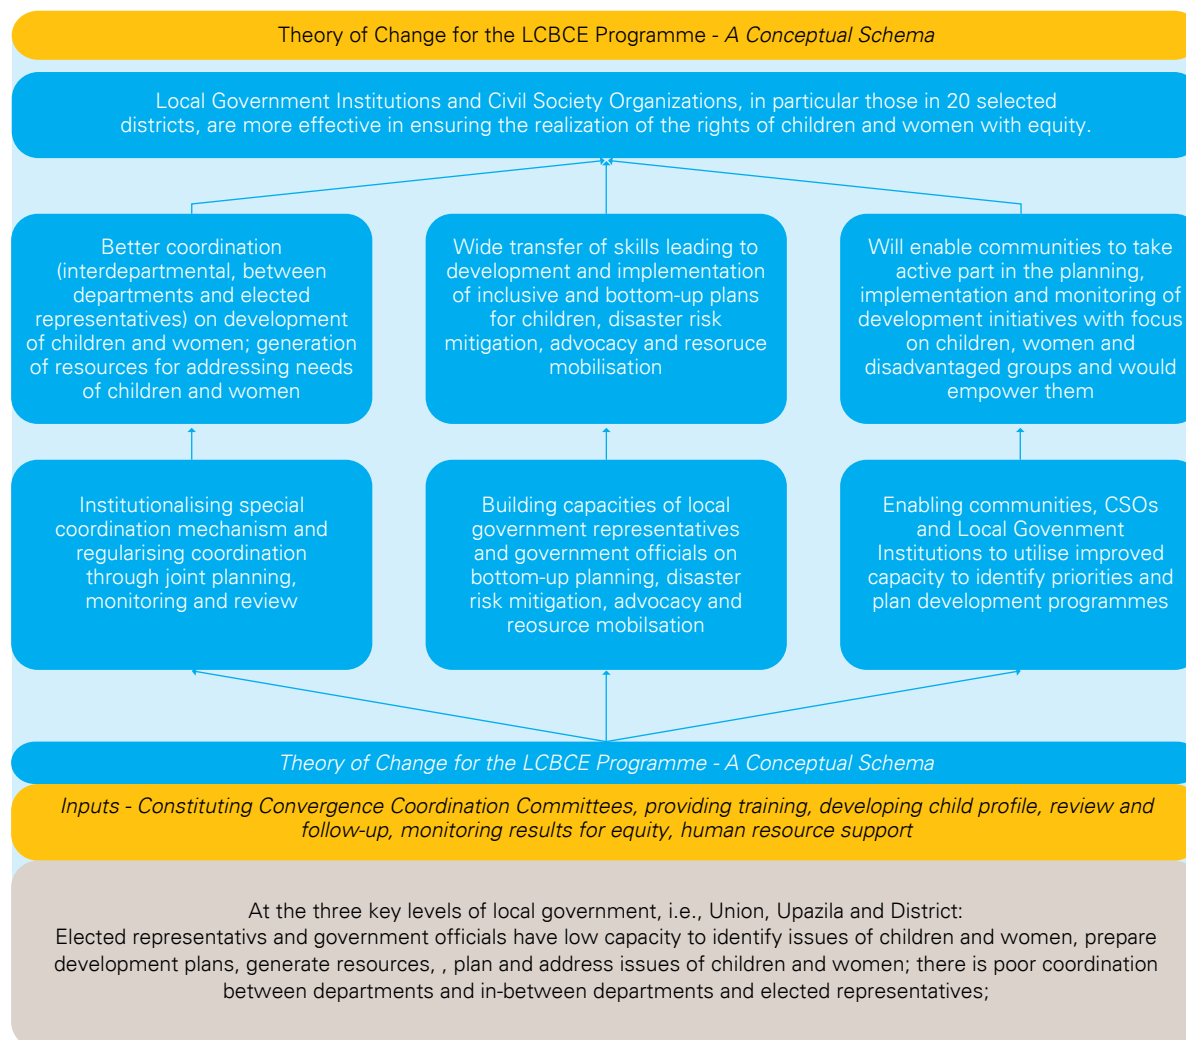 Theory of Change for the LCBCE Programme - A Conceptual Schema
Local Government Institutions and Civil Society Organizations, in particular those in 20 selected
districts, are more effective in ensuring the realization of the rights of children and women with equity.
Better coordination
(interdepartmental, between
departments and elected
representatives) on development
of children and women; generation
of resources for addressing needs
of children and women
Wide transfer of skills leading to
development and implementation
of inclusive and bottom-up plans
for children, disaster risk
mitigation, advocacy and resoruce
mobilisation
Will enable communities to take
active part in the planning,
implementation and monitoring of
development initiatives with focus
on children, women and
disadvantaged groups and would
empower them
Institutionalising special
coordination mechanism and
regularising coordination
through joint planning,
monitoring and review
Building capacities of local
government representatives
and government officials on
bottom-up planning, disaster
risk mitigation, advocacy and
reosurce mobilsation
Enabling communities, CSOs
and Local Govenment
Institutions to utilise improved
capacity to identify priorities and
plan development programmes
Theory of Change for the LCBCE Programme - A Conceptual Schema
Inputs - Constituting Convergence Coordination Committees, providing training, developing child profile, review and
follow-up, monitoring results for equity, human resource support
At the three key levels of local government, i.e., Union, Upazila and District:
Elected representativs and government officials have low capacity to identify issues of children and women, prepare
development plans, generate resources, , plan and address issues of children and women; there is poor coordination
between departments and in-between departments and elected representatives;